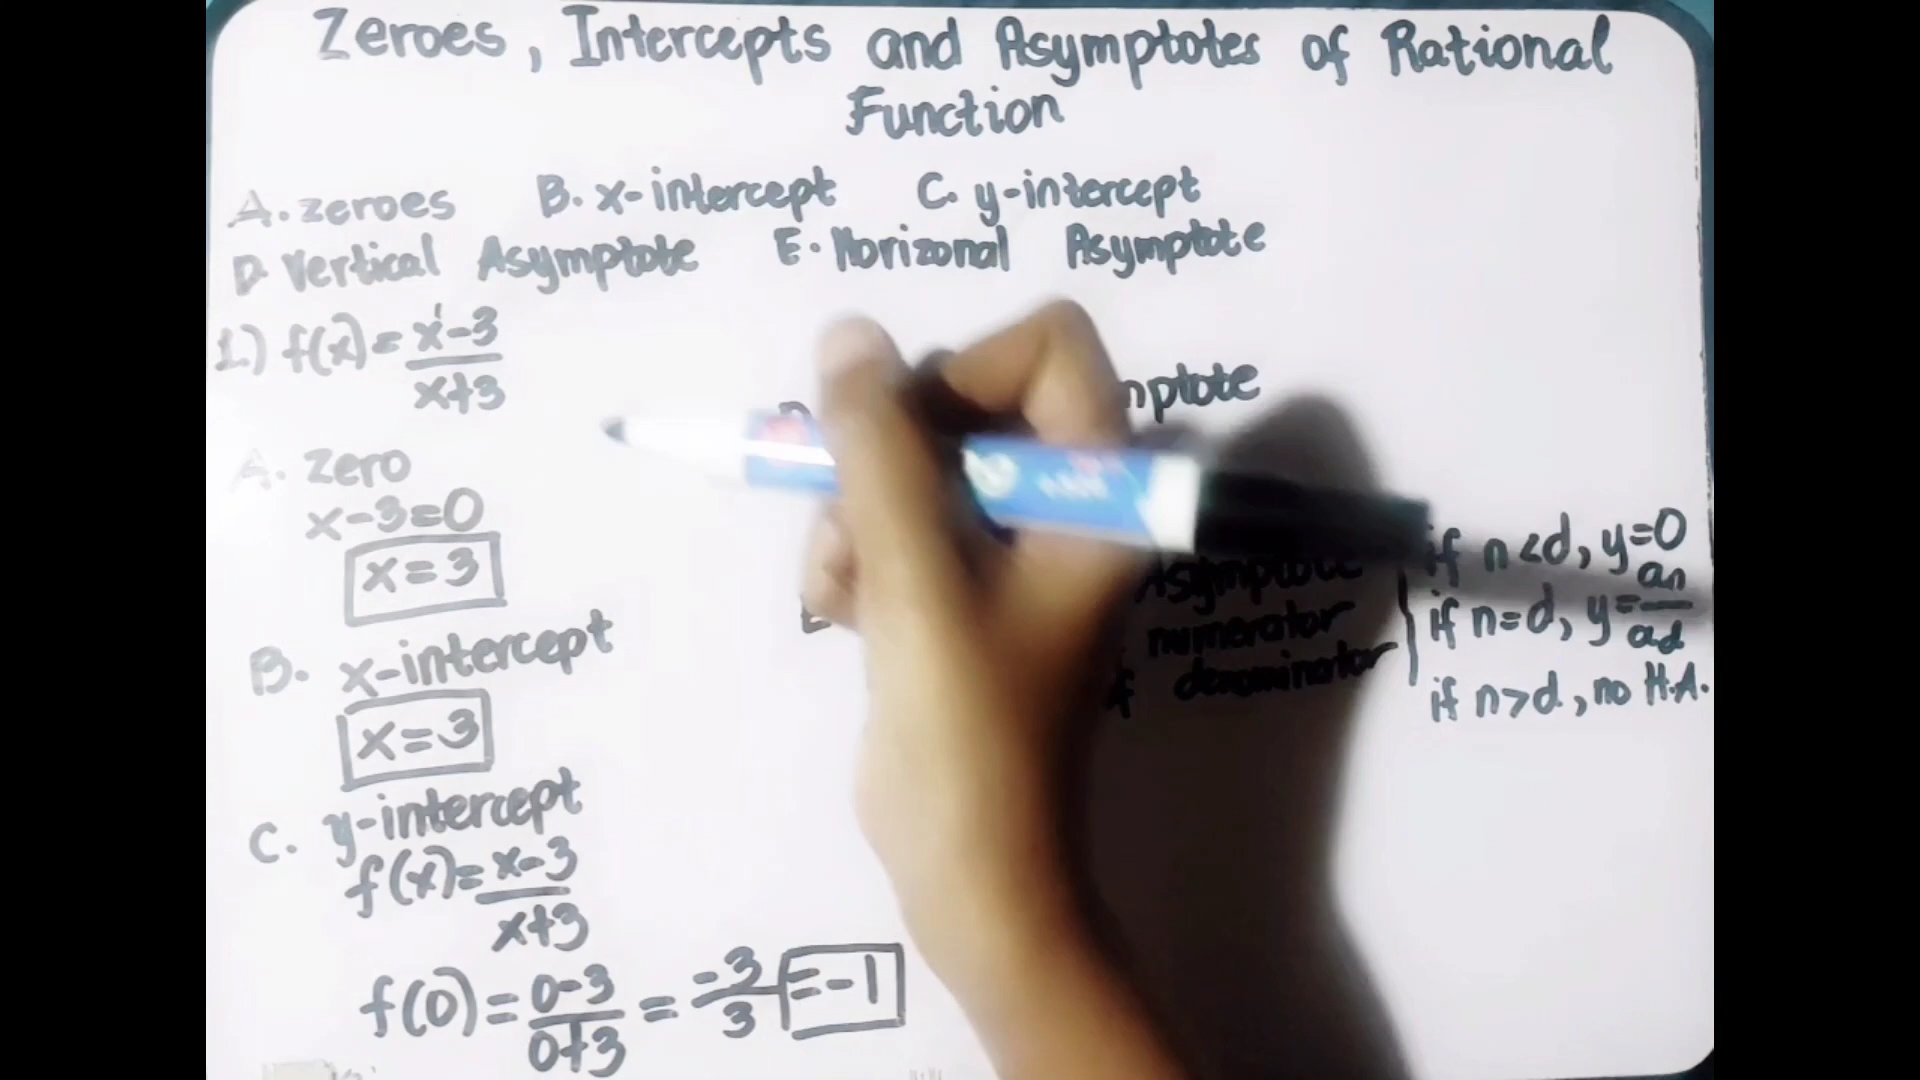 Zeroes, Intercepts and Asymptotes of Rational
Function
A. zeroes B. x-intercept C. y-intercept
D. Vertical Asymptote E. Horizonal Asymptote
1.) f(x) = x¹-3
x+3
A. Zero
x-3=0
x=3
B. x-intercept
x=3
C. y-intercept
f(x)=x-3
x+3
f(0) = 0-3 = -3 = -1
0+3 3
Asymptote
numerator
denominator
if n<d, y=0
if n=d, y=an
ad
if n>d, no H.A.